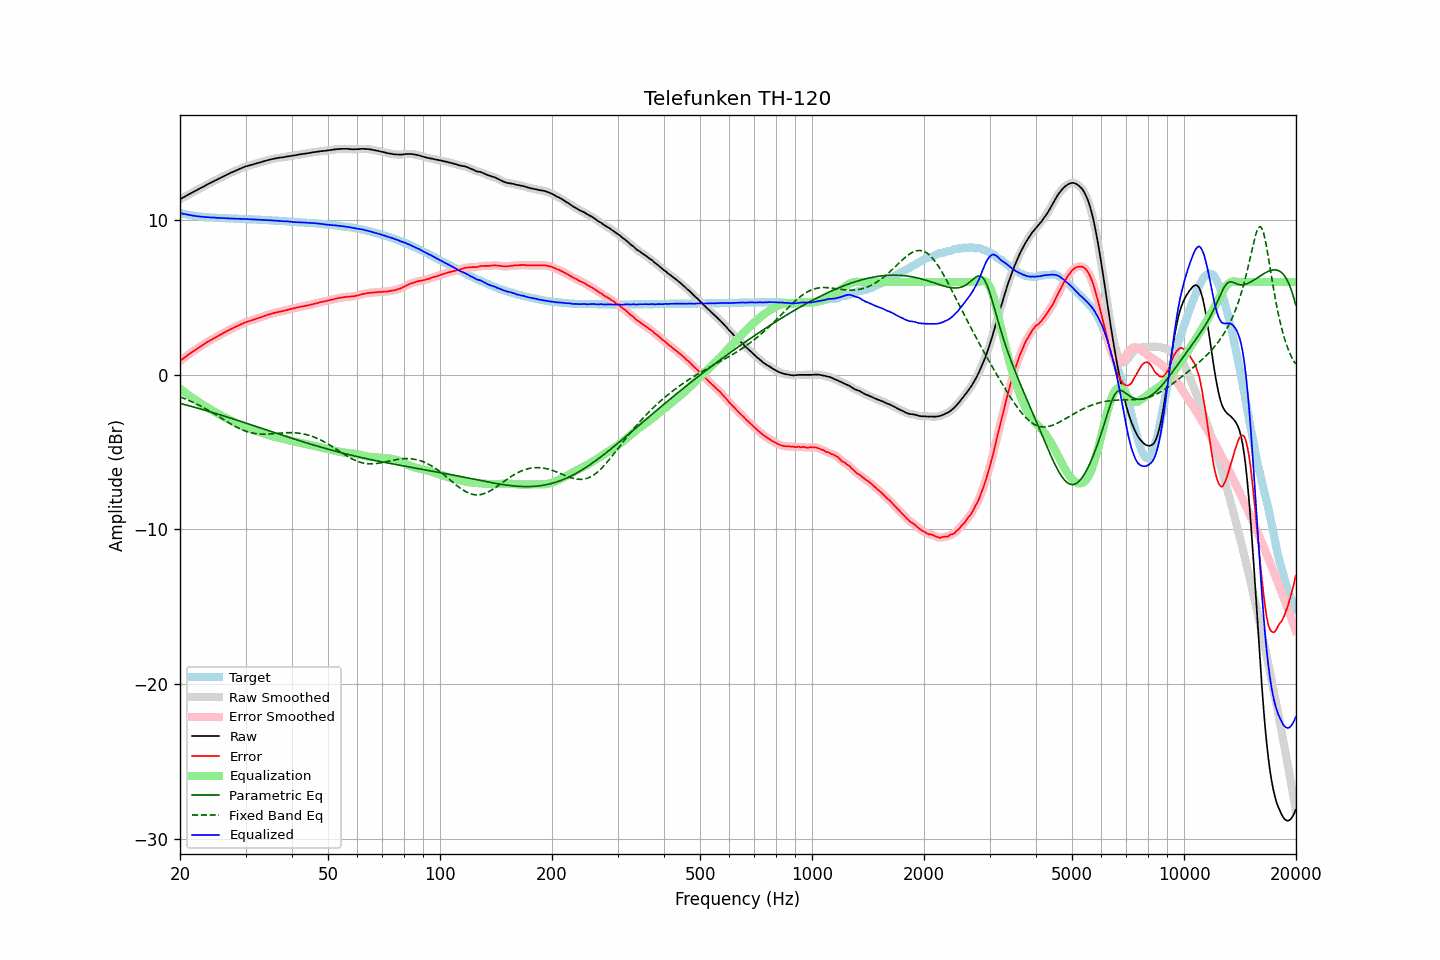 Telefunken TH-120
Amplitude (dBr)
10
0
−10
−20
−30
Target
Raw Smoothed
Error Smoothed
Raw
Error
Equalization
Parametric Eq
Fixed Band Eq
Equalized
20 50 100 200 500 1000 2000 5000 10000 20000
Frequency (Hz)